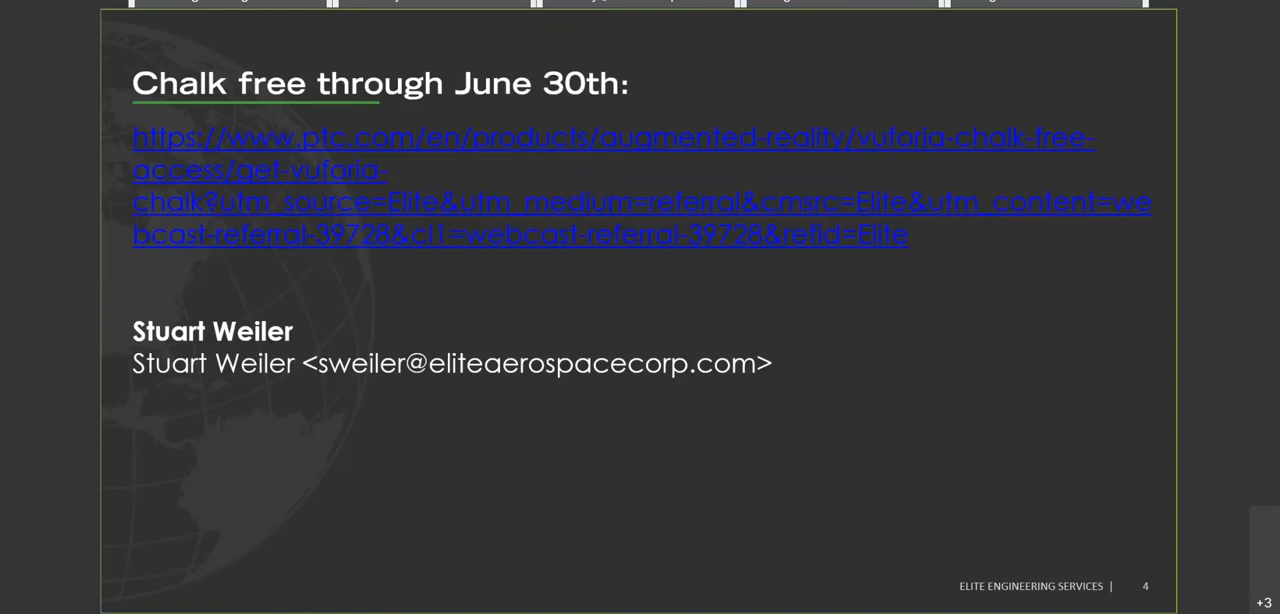 Chalk free through June 30th:
https://www.ptc.com/en/products/augmented-reality/vuforia-chalk-free-
access/get-vuforia-
chalk?utm_source=Elite&utm_medium=referral&cmsrc=Elite&utm_content=we
bcast-referral-39728&cl1=webcast-referral-39728&refid=Elite
Stuart Weiler
Stuart Weiler <sweiler@eliteaerospacecorp.com>
ELITE ENGINEERING SERVICES | 4
+3